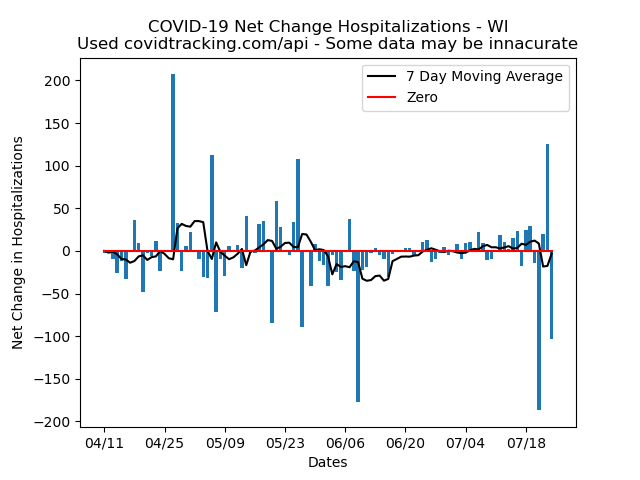 COVID-19 Net Change Hospitalizations - WI
Used covidtracking.com/api - Some data may be innacurate
7 Day Moving Average
Zero
Net Change in Hospitalizations
200
150
100
50
0
−50
−100
−150
−200
04/11 04/25 05/09 05/23 06/06 06/20 07/04 07/18
Dates